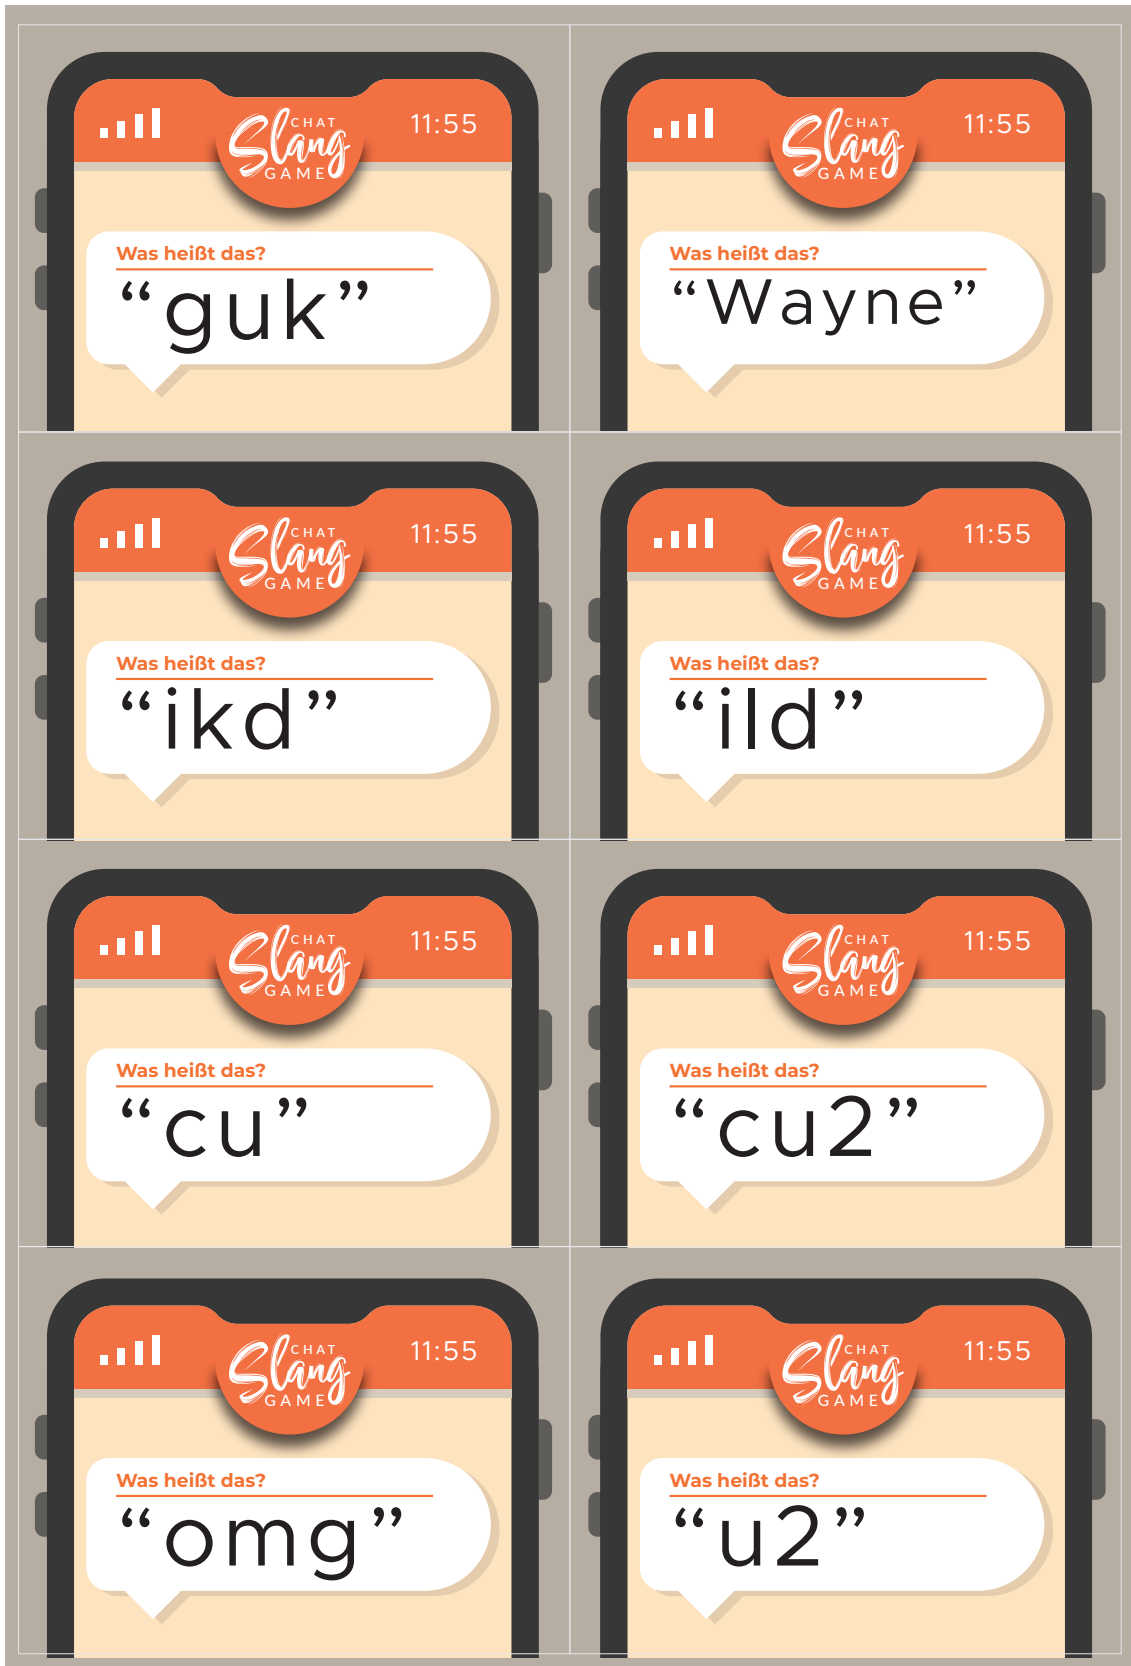 CHAT
Slang
GAME
11:55
Was heißt das?
“guk”
CHAT
Slang
GAME
11:55
Was heißt das?
“Wayne”
CHAT
Slang
GAME
11:55
Was heißt das?
“ikd”
CHAT
Slang
GAME
11:55
Was heißt das?
“ild”
CHAT
Slang
GAME
11:55
Was heißt das?
“cu”
CHAT
Slang
GAME
11:55
Was heißt das?
“cu2”
CHAT
Slang
GAME
11:55
Was heißt das?
“omg”
CHAT
Slang
GAME
11:55
Was heißt das?
“u2”